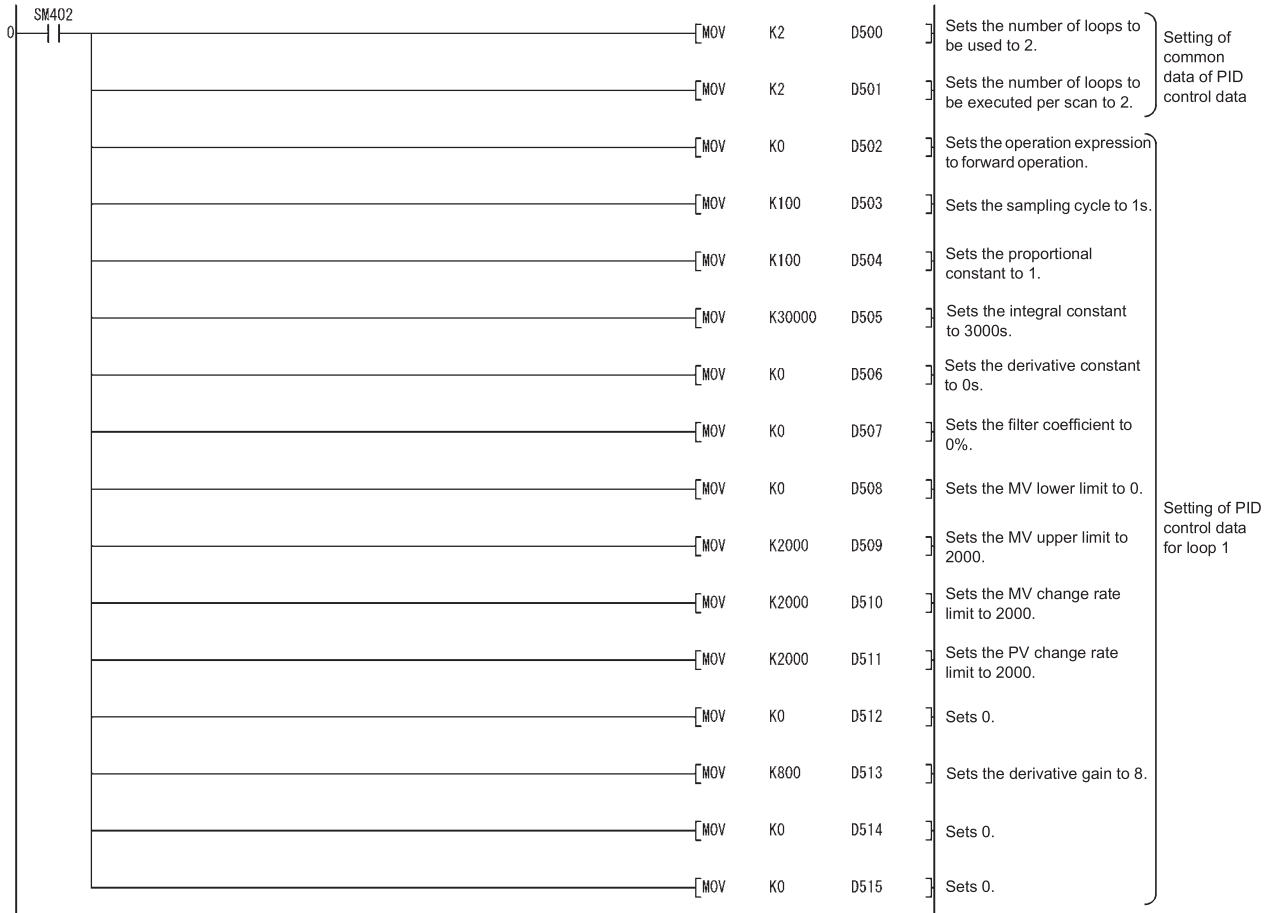 SM402
0
MOV K2 D500
Sets the number of loops to
be used to 2.
MOV K2 D501
Sets the number of loops to
be executed per scan to 2.
Setting of
common
data of PID
control data
MOV K0 D502
Sets the operation expression
to forward operation.
MOV K100 D503
Sets the sampling cycle to 1s.
MOV K100 D504
Sets the proportional
constant to 1.
MOV K30000 D505
Sets the integral constant
to 3000s.
MOV K0 D506
Sets the derivative constant
to 0s.
MOV K0 D507
Sets the filter coefficient to
0%.
MOV K0 D508
Sets the MV lower limit to 0.
MOV K2000 D509
Sets the MV upper limit to
2000.
MOV K2000 D510
Sets the MV change rate
limit to 2000.
MOV K2000 D511
Sets the PV change rate
limit to 2000.
MOV K0 D512
Sets 0.
MOV K800 D513
Sets the derivative gain to 8.
MOV K0 D514
Sets 0.
MOV K0 D515
Sets 0.
Setting of PID
control data
for loop 1